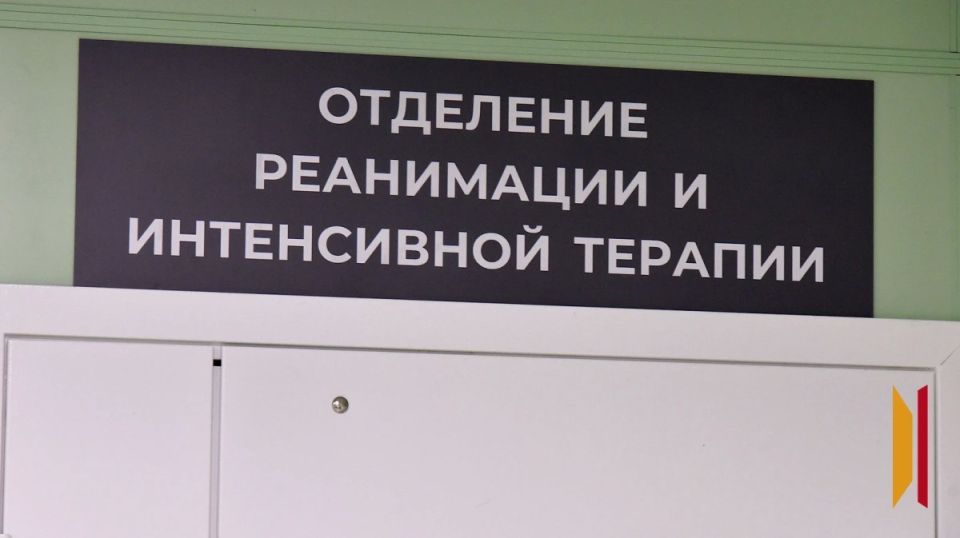 ОТДЕЛЕНИЕ
РЕАНИМАЦИИ И
ИНТЕНСИВНОЙ ТЕРАПИИ